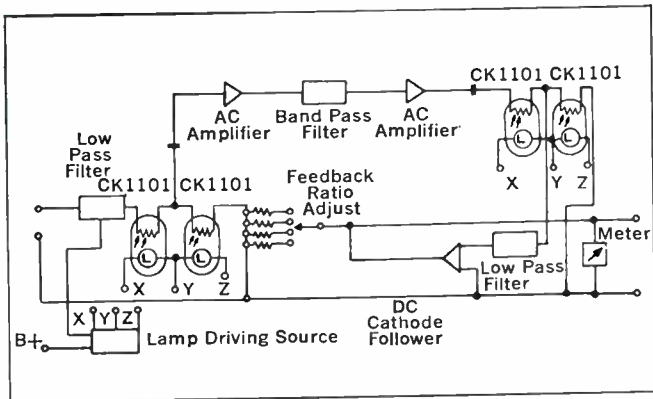 CK1101 CK1101
AC
Amplifier
Band Pass
Filter
AC
Amplifier
X Y Z
Low
Pass
Filter
CK1101 CK1101
Feedback
Ratio
Adjust
L L
L L
X Y Z
Meter
Low Pass
Filter
DC
Cathode
Follower
X Y Z
B+
Lamp Driving Source